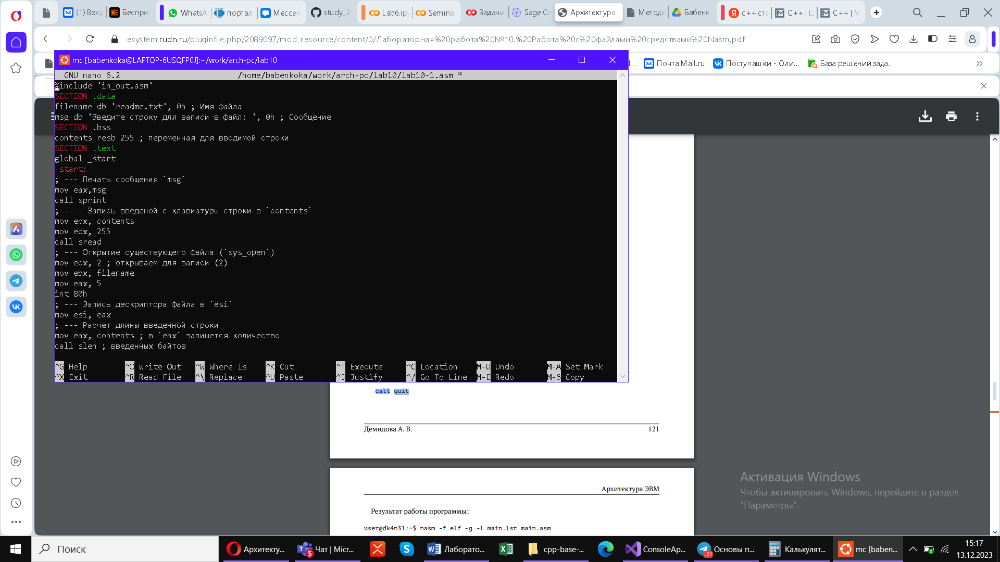 (1) Вход
Беспри
WhatsA
портал
Мессен
study_2
Lab6.ipy
Semina
Задачи
Sage Ce
Архитектура
Методи
Бабенк
с++ сте
C++ | Ц
C++ | М
esystem.rudn.ru/pluginfile.php/2089097/mod_resource/content/0/Лабораторная%20работа%20№10.%20Работа%20с%20файлами%20средствами%20Nasm.pdf
Почта Mail.ru
Поступашки - Оли...
База решений зада...
mc [babenkoka@LAPTOP-6USQFP0J]:~/work/arch-pc/lab10
GNU nano 6.2 /home/babenkoka/work/arch-pc/lab10/lab10-1.asm *
%include 'in_out.asm'
SECTION .data
filename db 'readme.txt', 0h ; Имя файла
msg db 'Введите строку для записи в файл: ', 0h ; Сообщение
SECTION .bss
contents resb 255 ; переменная для вводимой строки
SECTION .text
global _start
_start:
; --- Печать сообщения `msg`
mov eax,msg
call sprint
; ---- Запись введеной с клавиатуры строки в `contents`
mov ecx, contents
mov edx, 255
call sread
; --- Открытие существующего файла (`sys_open`)
mov ecx, 2 ; открываем для записи (2)
mov ebx, filename
mov eax, 5
int 80h
; --- Запись дескриптора файла в `esi`
mov esi, eax
; --- Расчет длины введенной строки
mov eax, contents ; в `eax` запишется количество
call slen ; введенных байтов
^G Help ^O Write Out ^W Where Is ^K Cut ^T Execute ^C Location M-U Undo M-A Set Mark
^X Exit ^R Read File ^\ Replace ^U Paste ^J Justify ^/ Go To Line M-E Redo M-6 Copy
call quit
Демидова А. В. 121
Архитектура ЭВМ
Результат работы программы:
user@dk4n31:~$ nasm -f elf -g -l main.lst main.asm
Активация Windows
Чтобы активировать Windows, перейдите в раздел
"Параметры".
Поиск
Архитекту...
Чат | Micr...
5
Лаборато...
cpp-base-...
ConsoleAp...
Основы п...
..21
Калькулят...
mc [baben...
15:17
13.12.2023